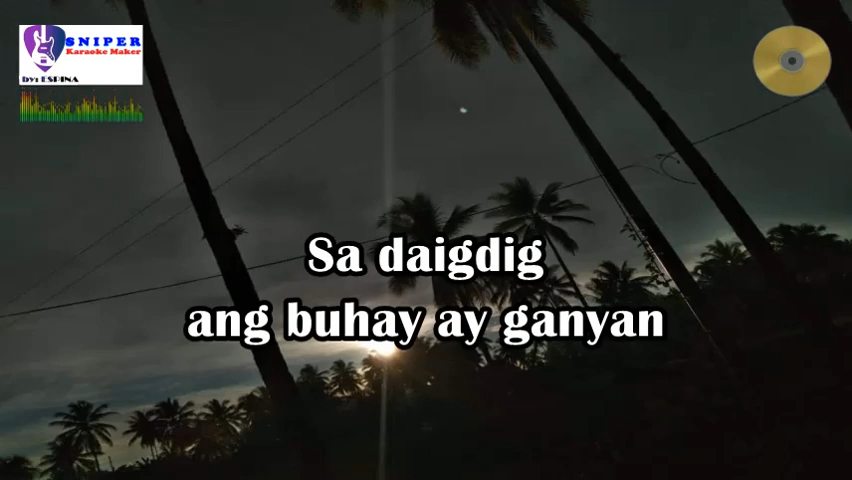 SNIPER
Karaoke Maker
by: ESPINA
Sa daigdig
ang buhay ay ganyan